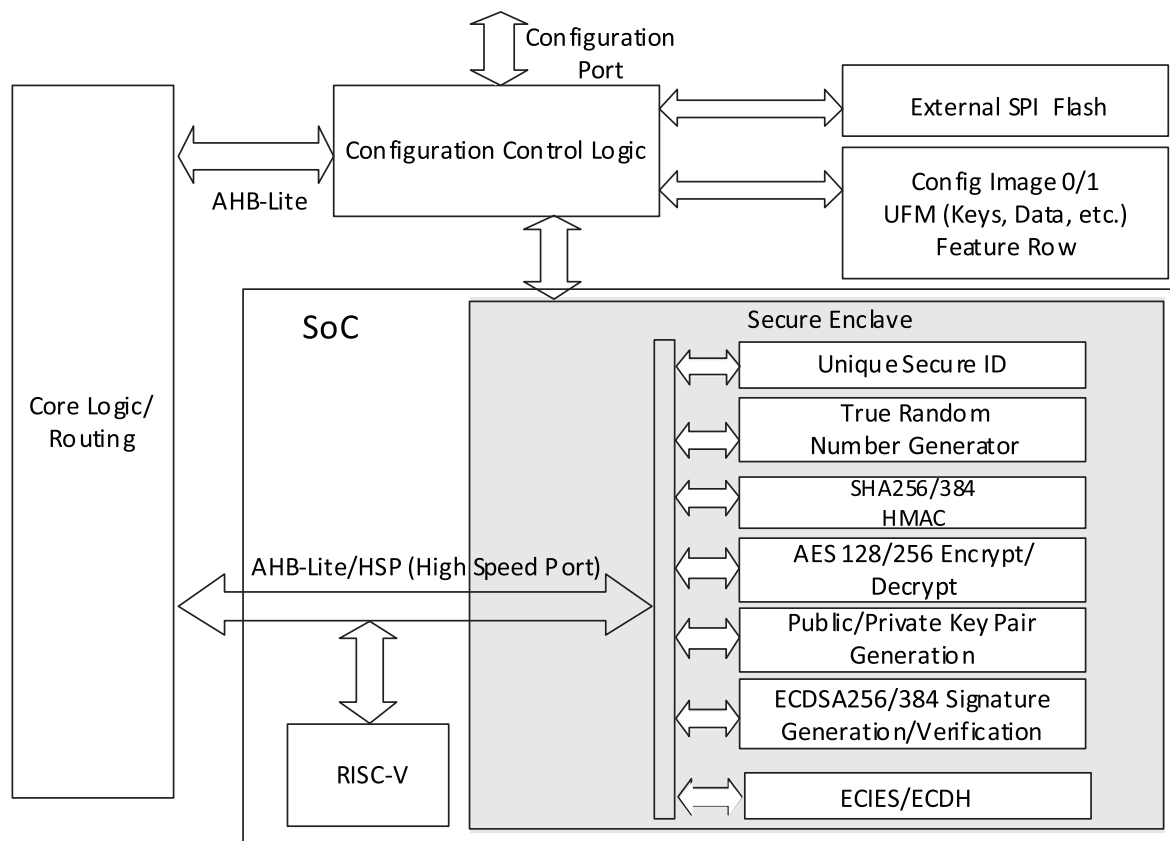 Configuration
Port
External SPI Flash
Configuration Control Logic
AHB-Lite
Config Image 0/1
UFM (Keys, Data, etc.)
Feature Row
SoC
Secure Enclave
Unique Secure ID
Core Logic/
Routing
True Random
Number Generator
SHA256/384
HMAC
AES 128/256 Encrypt/
Decrypt
AHB-Lite/HSP (High Speed Port)
Public/Private Key Pair
Generation
ECDSA256/384 Signature
Generation/Verification
RISC-V
ECIES/ECDH